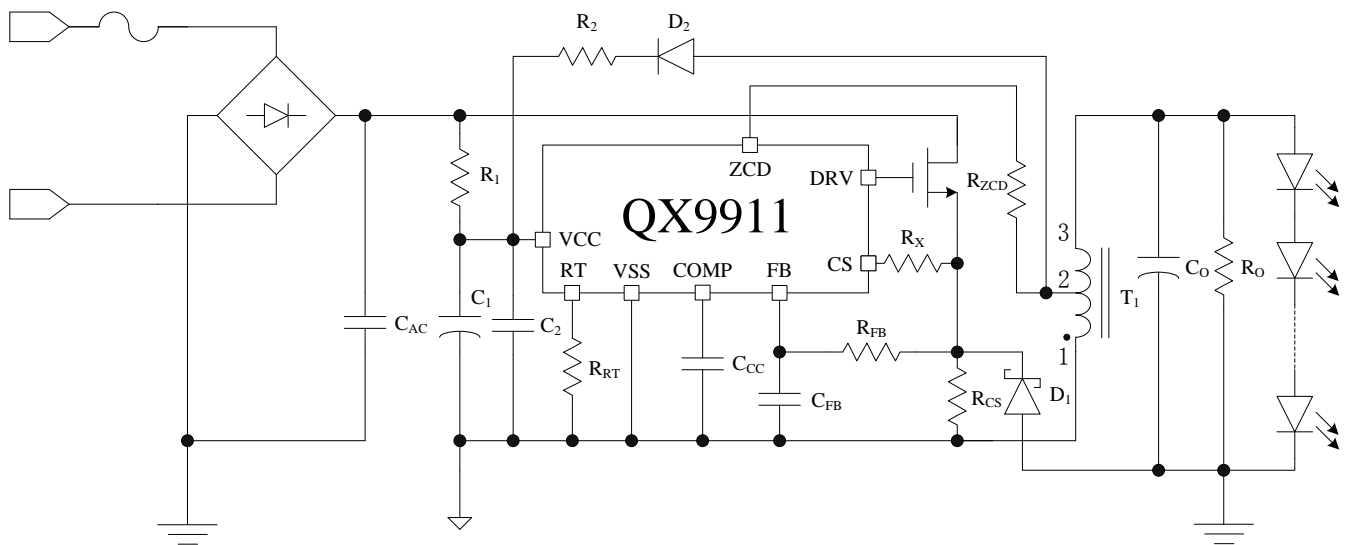 R2
D2
ZCD
DRV
RZCD
R1
QX9911
VCC
RX
CS
RT
VSS
COMP
FB
3
2
1
T1
CO
RO
CAC
C1
C2
RRT
CCC
RFB
CFB
RCS
D1